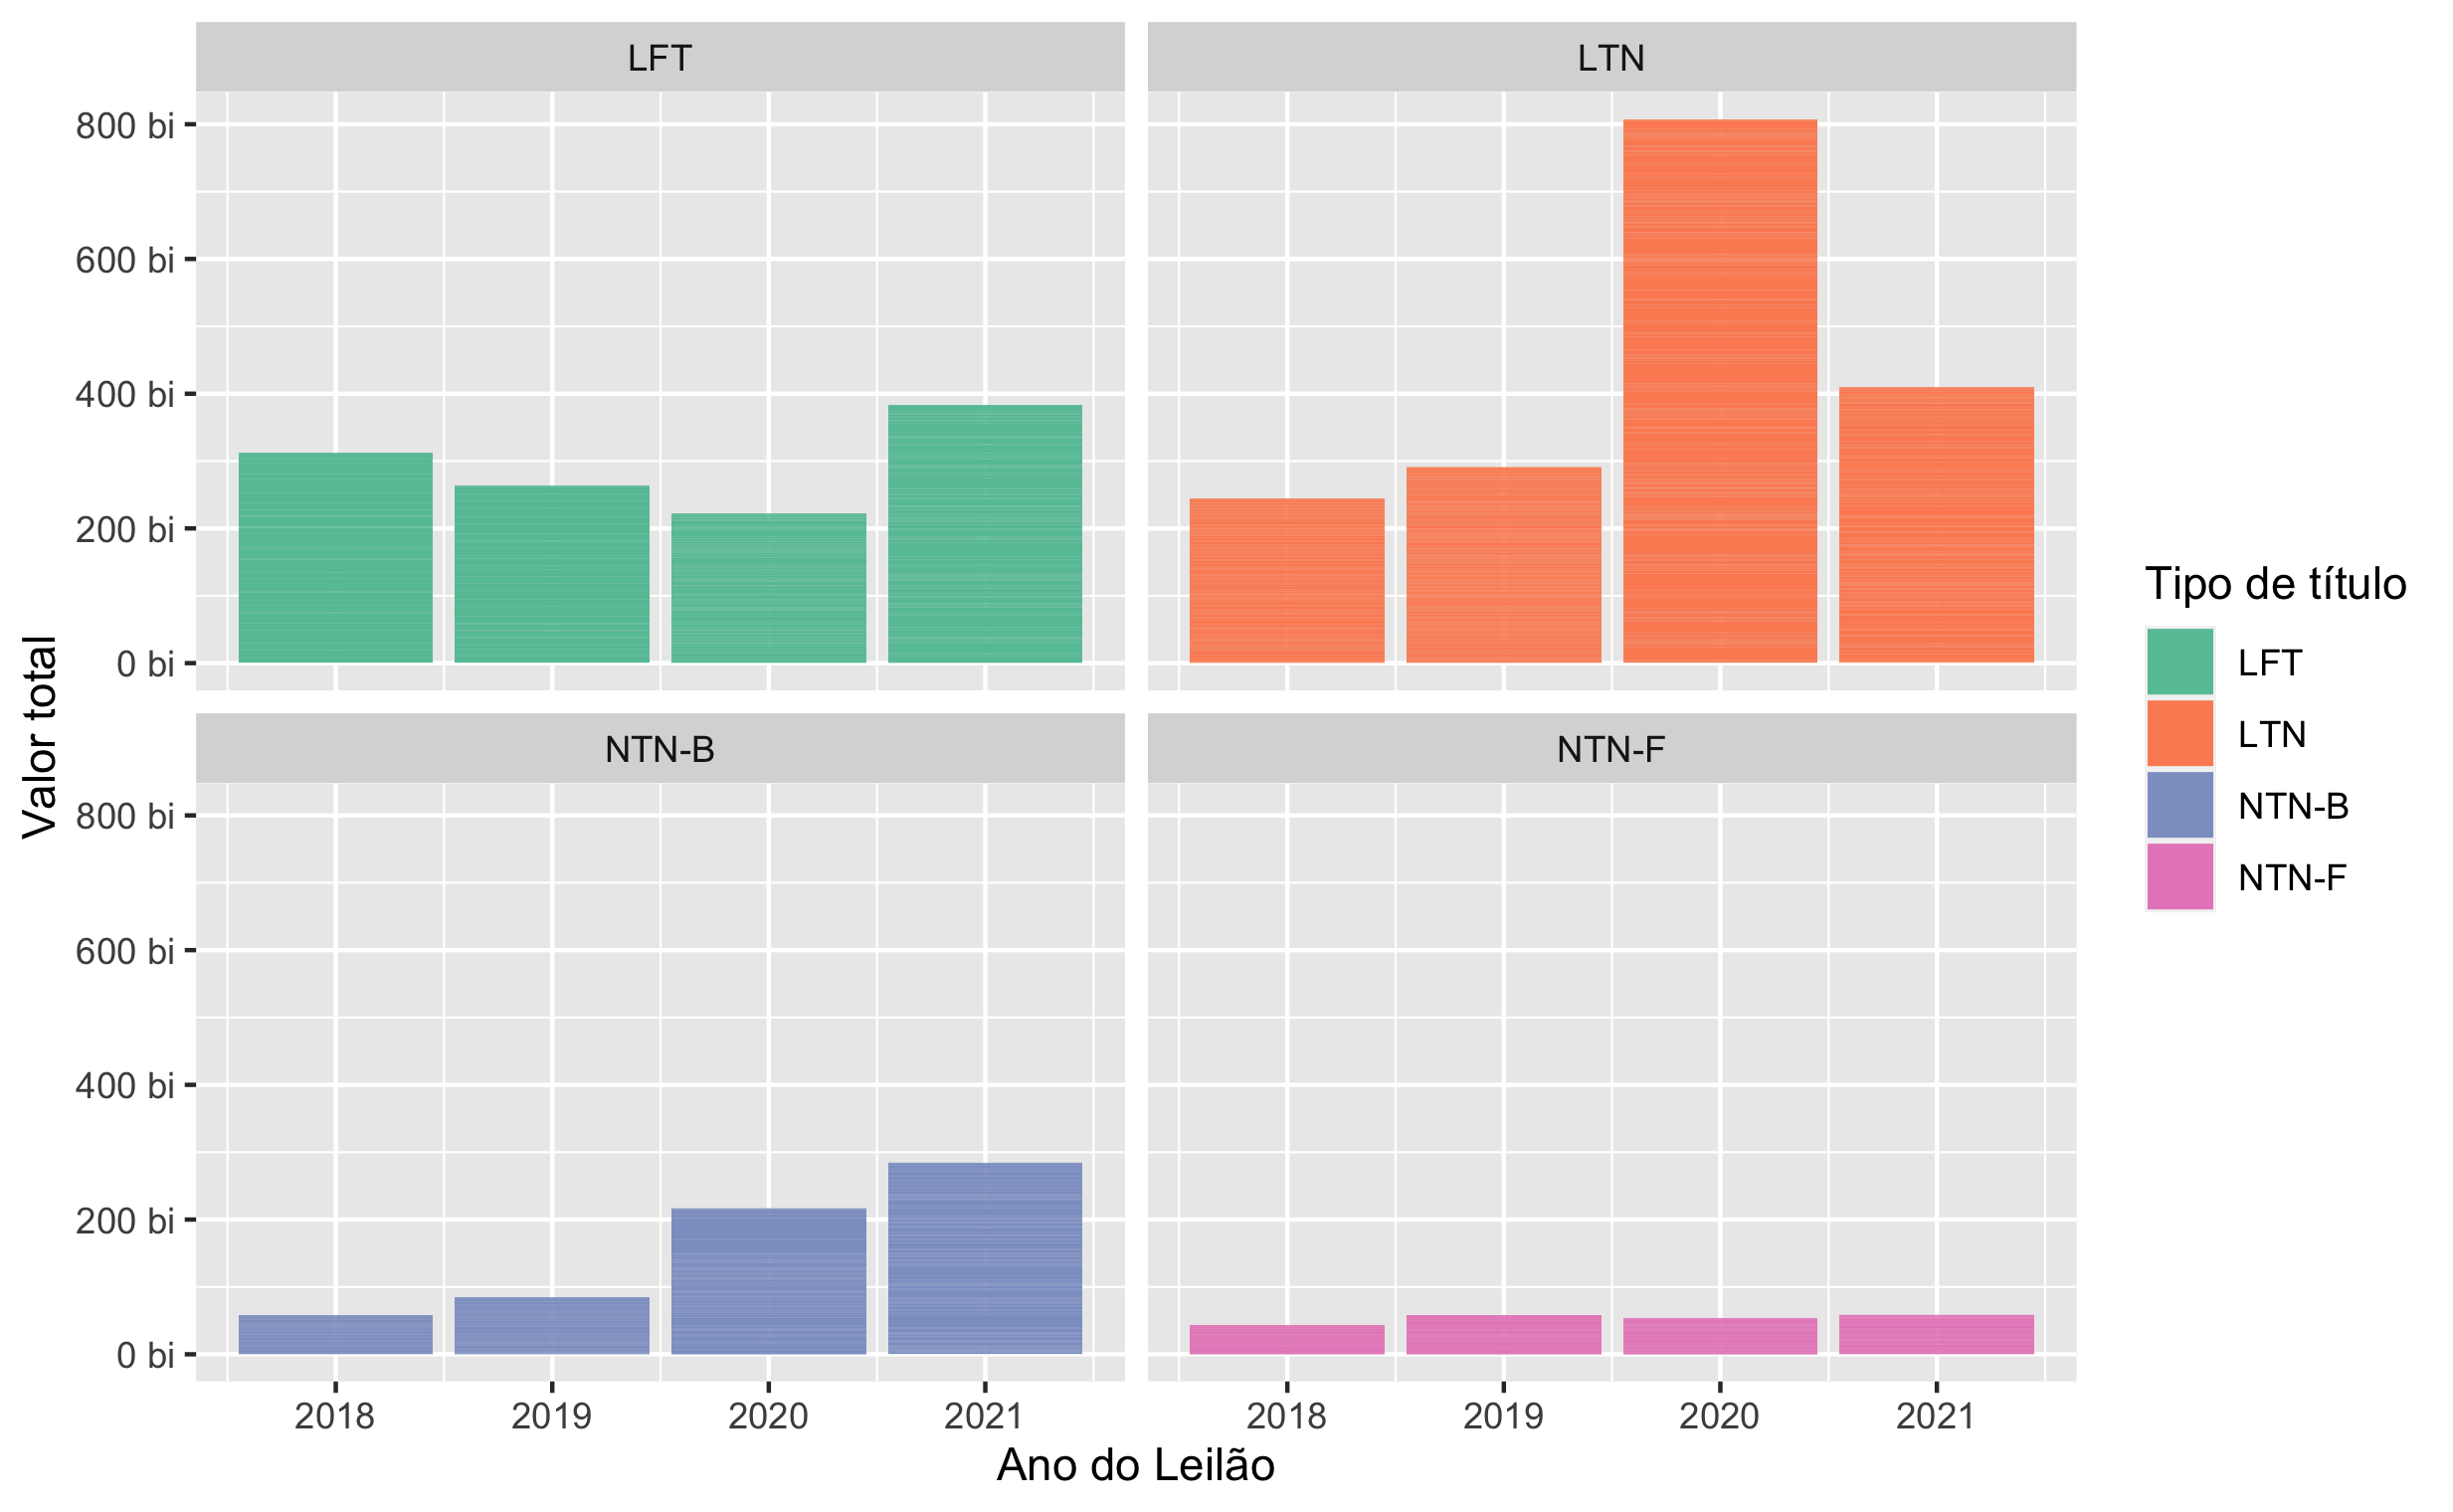 LFT
LTN
800 bi
600 bi
400 bi
200 bi
0 bi
NTN-B
NTN-F
800 bi
600 bi
400 bi
200 bi
0 bi
2018
2019
2020
2021
2018
2019
2020
2021
Ano do Leilão
Valor total
Tipo de título
LFT
LTN
NTN-B
NTN-F